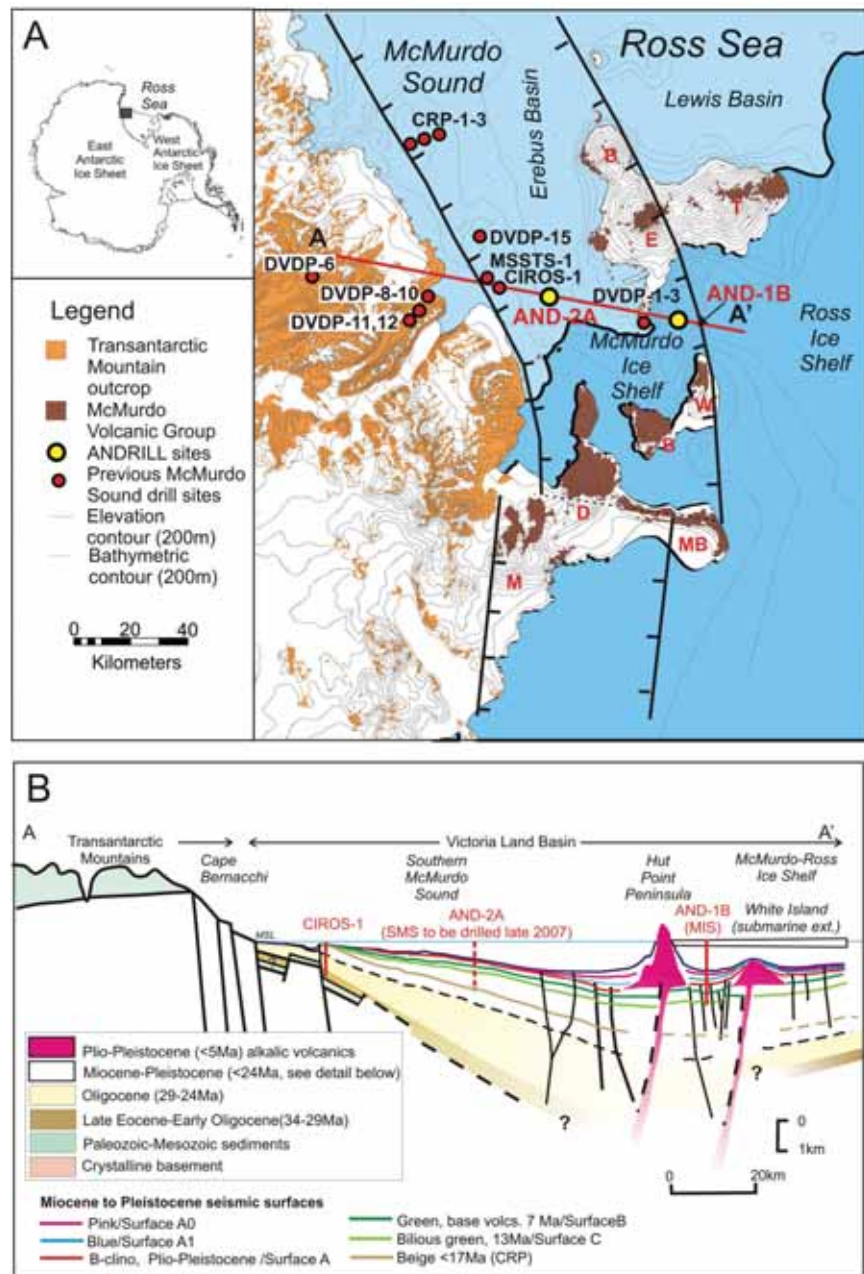 A
Ross
Sea
East
Antarctic
Ice Sheet
West
Antarctic
Ice Sheet
Legend
Transantarctic
Mountain
outcrop
McMurdo
Volcanic Group
ANDRILL sites
Previous McMurdo
Sound drill sites
Elevation
contour (200m)
Bathymetric
contour (200m)
0 20 40
Kilometers
McMurdo
Sound
Ross Sea
Lewis Basin
Erebus Basin
CRP-1-3
B
T
E
A
DVDP-15
MSSTS-1
CIROS-1
DVDP-6
DVDP-8-10
DVDP-11,12
DVDP-1-3
AND-1B
AND-2A
A'
McMurdo
Ice
Shelf
Ross
Ice
Shelf
W
B
D
MB
M
B
A
A'
Transantarctic
Mountains
Cape
Bernacchi
Victoria Land Basin
Southern
McMurdo
Sound
Hut
Point
Peninsula
McMurdo-Ross
Ice Shelf
MSL
CIROS-1
AND-2A
(SMS to be drilled late 2007)
AND-1B
(MIS)
White Island
(submarine ext.)
Plio-Pleistocene (<5Ma) alkalic volcanics
Miocene-Pleistocene (<24Ma, see detail below)
Oligocene (29-24Ma)
Late Eocene-Early Oligocene(34-29Ma)
Paleozoic-Mesozoic sediments
Crystalline basement
?
?
0
1km
0 20km
Miocene to Pleistocene seismic surfaces
Pink/Surface A0
Blue/Surface A1
B-clino, Plio-Pleistocene /Surface A
Green, base volcs. 7 Ma/SurfaceB
Bilious green, 13Ma/Surface C
Beige <17Ma (CRP)